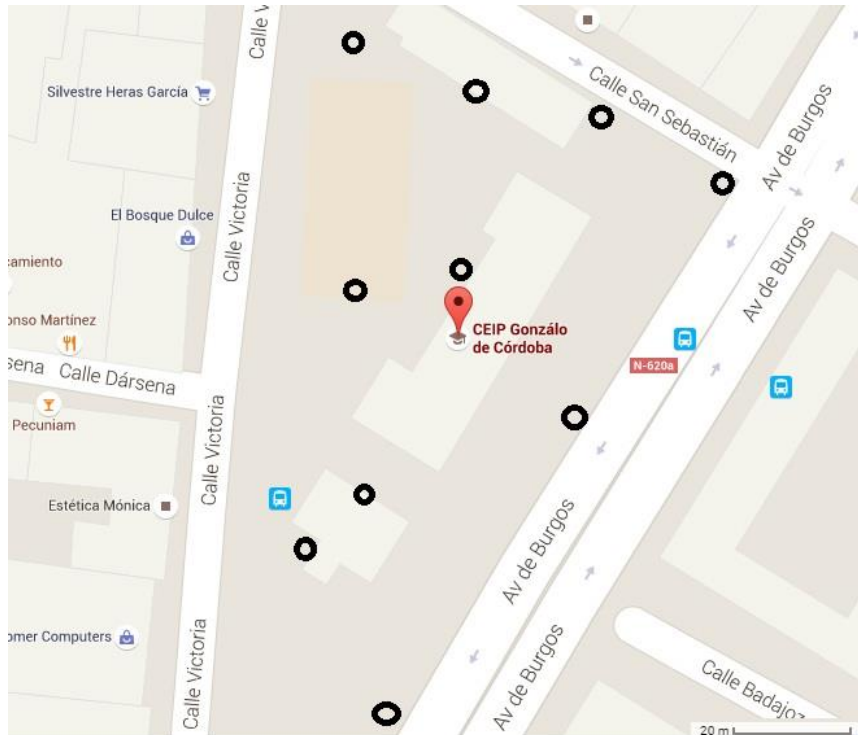 Calle V
Silvestre Heras García
Calle San Sebastián
Av de Burgos
Calle Victoria
El Bosque Dulce
Av de Burgos
camiento
onso Martínez
CEIP Gonzálo
de Córdoba
N-620a
sena Calle Dársena
Pecuniam
Calle Victoria
Estética Mónica
Av de Burgos
omer Computers
Calle Victoria
Av de Burgos
Calle Badajoz
20 m